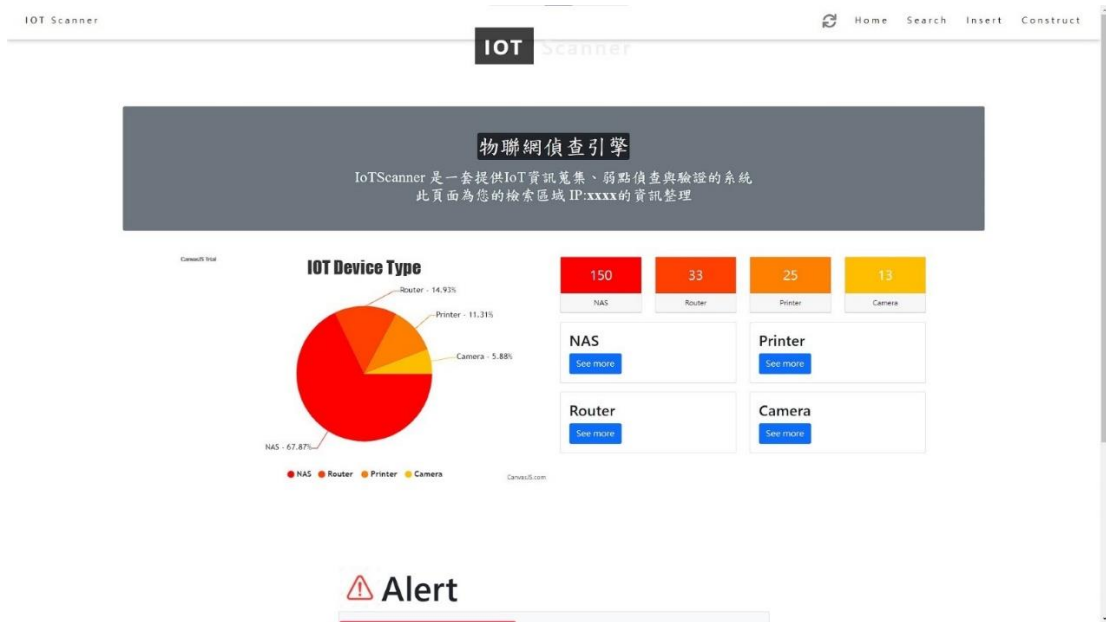 IOT Scanner
Home Search Insert Construct
IOT Scanner
物聯網偵查引擎
IoTScanner 是一套提供IoT資訊蒐集、弱點偵查與驗證的系統
此頁面為您的檢索區域 IP:xxxx的資訊整理
CanvasJS Trial
IOT Device Type
Router - 14.93%
Printer - 11.31%
Camera - 5.88%
NAS - 67.87%
NAS Router Printer Camera
CanvasJS.com
150 33 25 13
NAS Router Printer Camera
NAS
See more
Printer
See more
Router
See more
Camera
See more
Alert